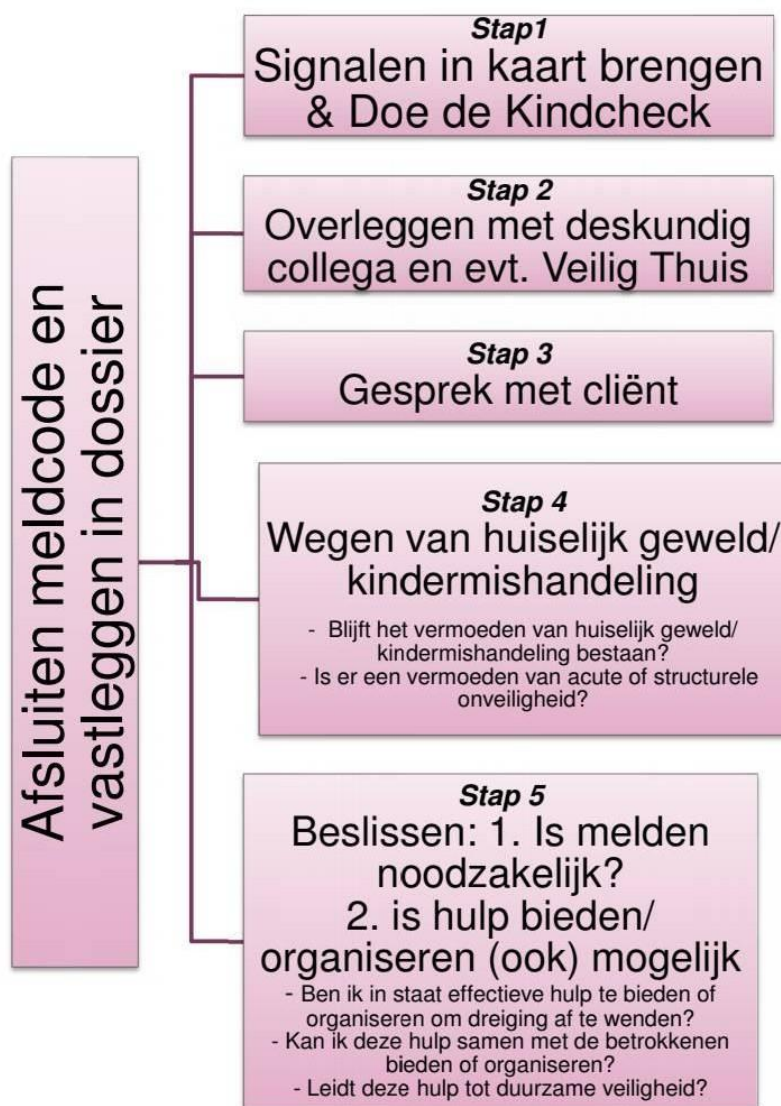 Afsluiten meldcode en
vastleggen in dossier
Stap1
Signalen in kaart brengen
& Doe de Kindcheck
Stap 2
Overleggen met deskundig
collega en evt. Veilig Thuis
Stap 3
Gesprek met cliënt
Stap 4
Wegen van huiselijk geweld/
kindermishandeling
- Blijft het vermoeden van huiselijk geweld/
kindermishandeling bestaan?
- Is er een vermoeden van acute of structurele
onveiligheid?
Stap 5
Beslissen: 1. Is melden
noodzakelijk?
2. is hulp bieden/
organiseren (ook) mogelijk
- Ben ik in staat effectieve hulp te bieden of
organiseren om dreiging af te wenden?
- Kan ik deze hulp samen met de betrokkenen
bieden of organiseren?
- Leidt deze hulp tot duurzame veiligheid?